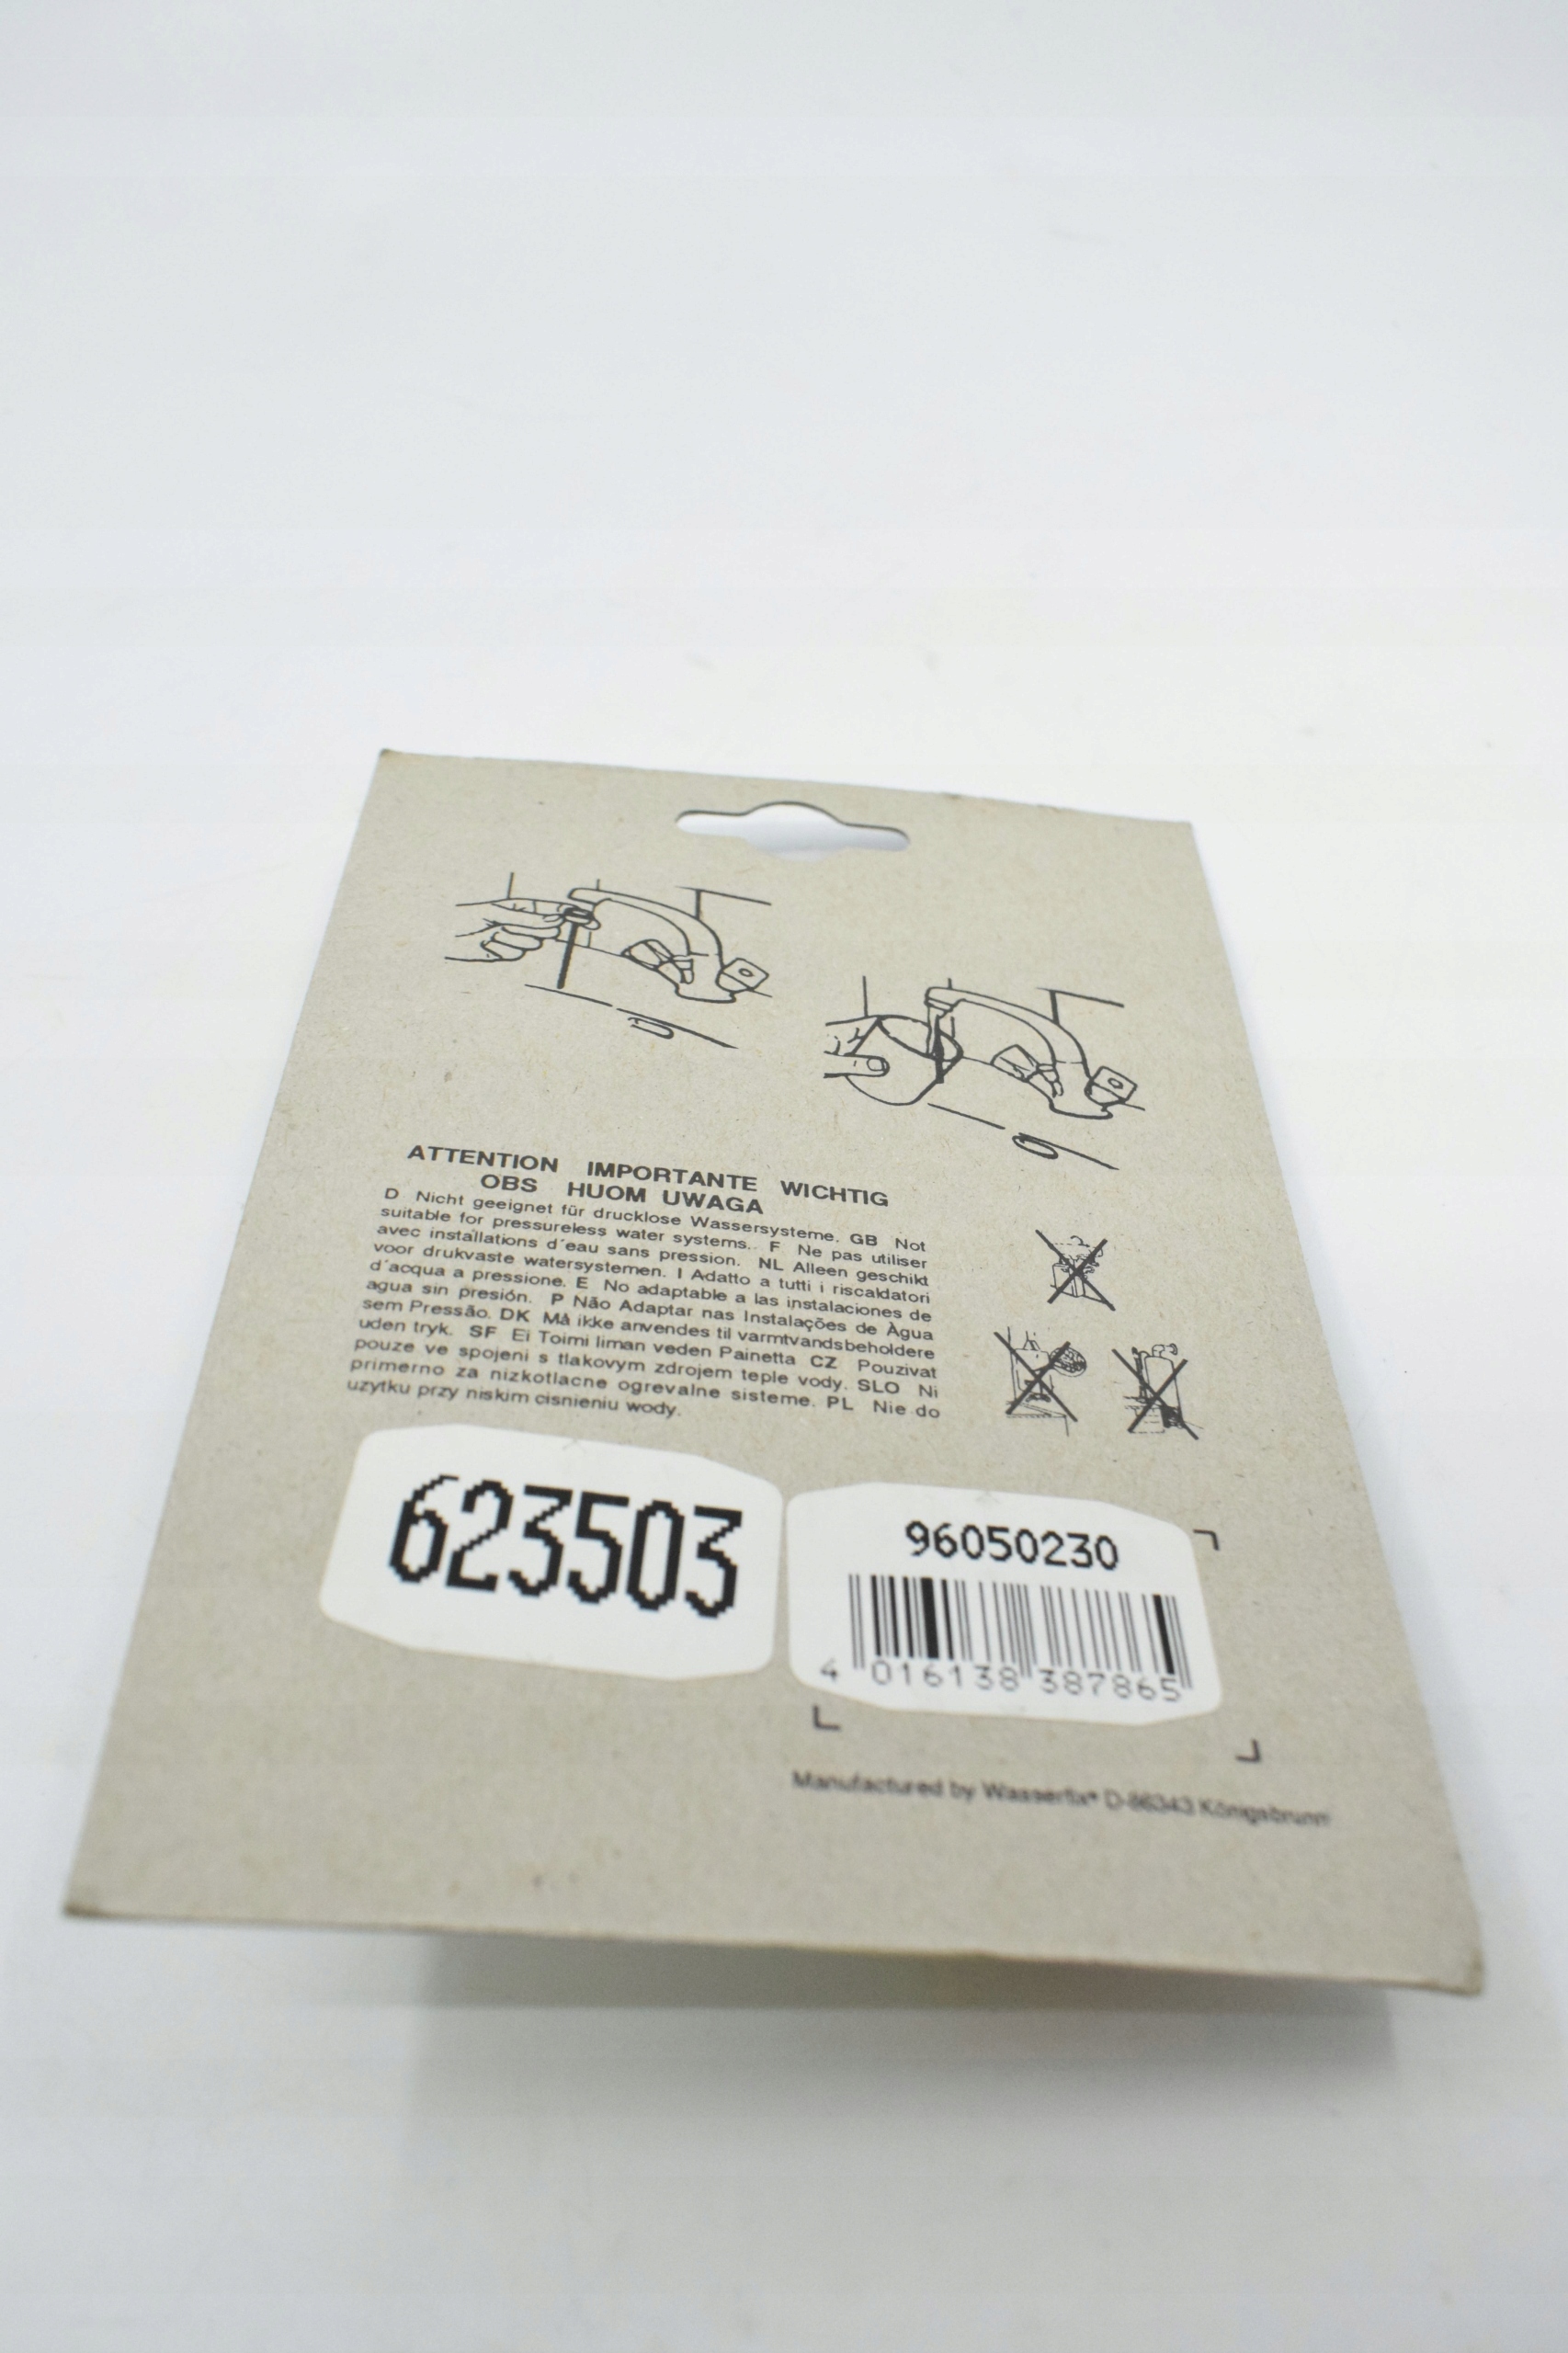 ATTENTION IMPORTANTE WICHTIG
OBS HUOM UWAGA
D Nicht geeignet für drucklose Wassersysteme. GB Not
suitable for pressureless water systems.. F Ne pas utiliser
avec installations d´eau sans pression. NL Alleen geschikt
voor drukvaste watersystemen. I Adatto a tutti i riscaldatori
d´acqua a pressione. E No adaptable a las instalaciones de
agua sin presión. P Não Adaptar nas Instalações de Àgua
sem Pressão. DK Må ikke anvendes til varmtvandsbeholdere
uden tryk. SF Ei Toimi liman veden Painetta CZ Pouzivat
pouze ve spojeni s tlakovym zdrojem teple vody. SLO Ni
primerno za nizkotlacne ogrevalne sisteme. PL Nie do
uzytku przy niskim cisnieniu wody.
623503
96050230
4 016138 387865
Manufactured by Wasserfix® D-86343 Königsbrunn